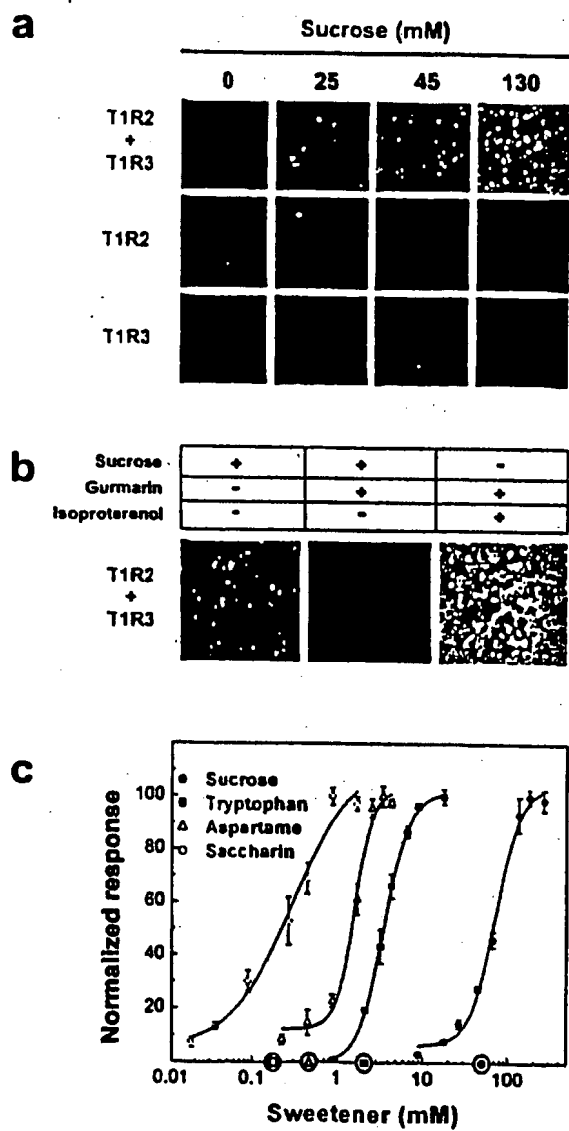 a
Sucrose (mM)
0 25 45 130
T1R2
+
T1R3
T1R2
T1R3
b
Sucrose + + -
Gurmarin - + +
Isoproterenol - - +
T1R2
+
T1R3
c
Normalized response
100
80
60
40
20
Sucrose
Tryptophan
Aspartame
Saccharin
0.01 0.1 1 10 100
Sweetener (mM)